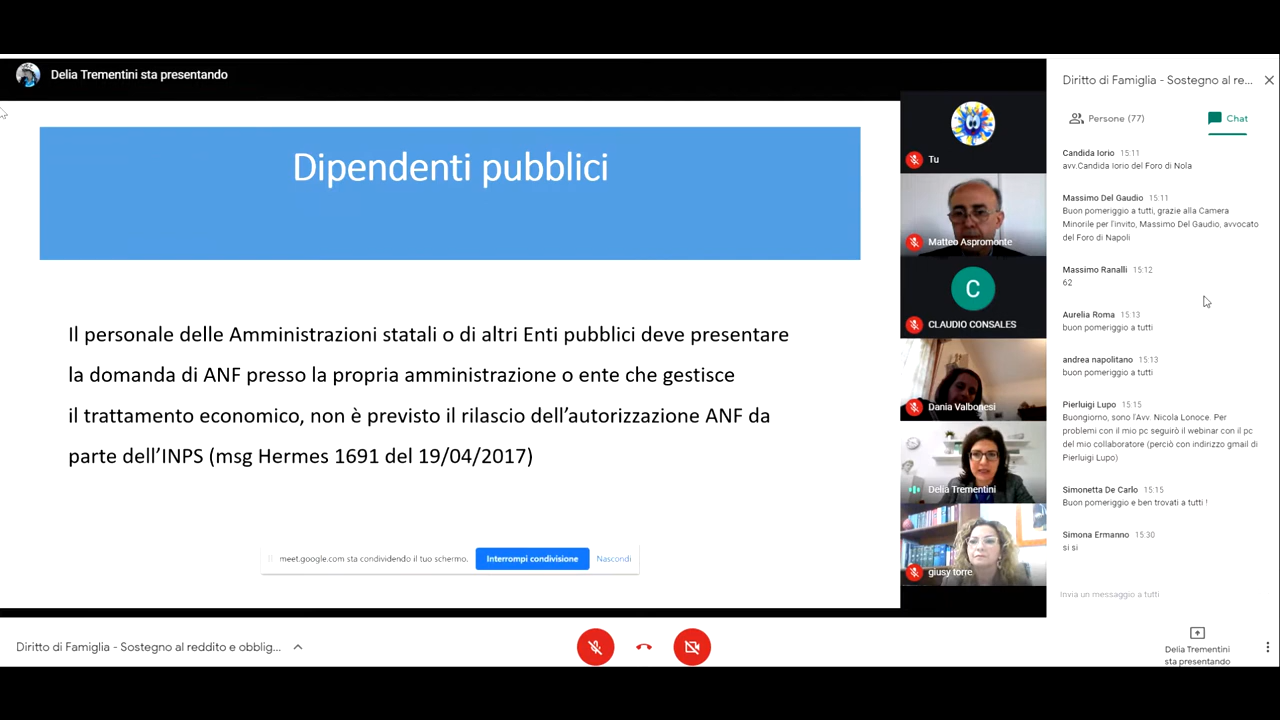 Delia Trementini sta presentando
Dipendenti pubblici
Il personale delle Amministrazioni statali o di altri Enti pubblici deve presentare
la domanda di ANF presso la propria amministrazione o ente che gestisce
il trattamento economico, non è previsto il rilascio dell'autorizzazione ANF da
parte dell'INPS (msg Hermes 1691 del 19/04/2017)
meet.google.com sta condividendo il tuo schermo.
Interrompi condivisione
Nascondi
Tu
Matteo Aspromonte
C
CLAUDIO CONSALES
Dania Valbonesi
Delia Trementini
giusy torre
Diritto di Famiglia - Sostegno al re...
Persone (77)
Chat
Candida Iorio 15:11
avv.Candida Iorio del Foro di Nola
Massimo Del Gaudio 15:11
Buon pomeriggio a tutti, grazie alla Camera
Minorile per l'invito, Massimo Del Gaudio, avvocato
del Foro di Napoli
Massimo Ranalli 15:12
62
Aurelia Roma 15:13
buon pomeriggio a tutti
andrea napolitano 15:13
buon pomeriggio a tutti
Pierluigi Lupo 15:15
Buongiorno, sono l'Avv. Nicola Lonoce. Per
problemi con il mio pc seguirò il webinar con il pc
del mio collaboratore (perciò con indirizzo gmail di
Pierluigi Lupo)
Simonetta De Carlo 15:15
Buon pomeriggio e ben trovati a tutti !
Simona Ermanno 15:30
si si
Invia un messaggio a tutti
Diritto di Famiglia - Sostegno al reddito e obblig...
Delia Trementini
sta presentando